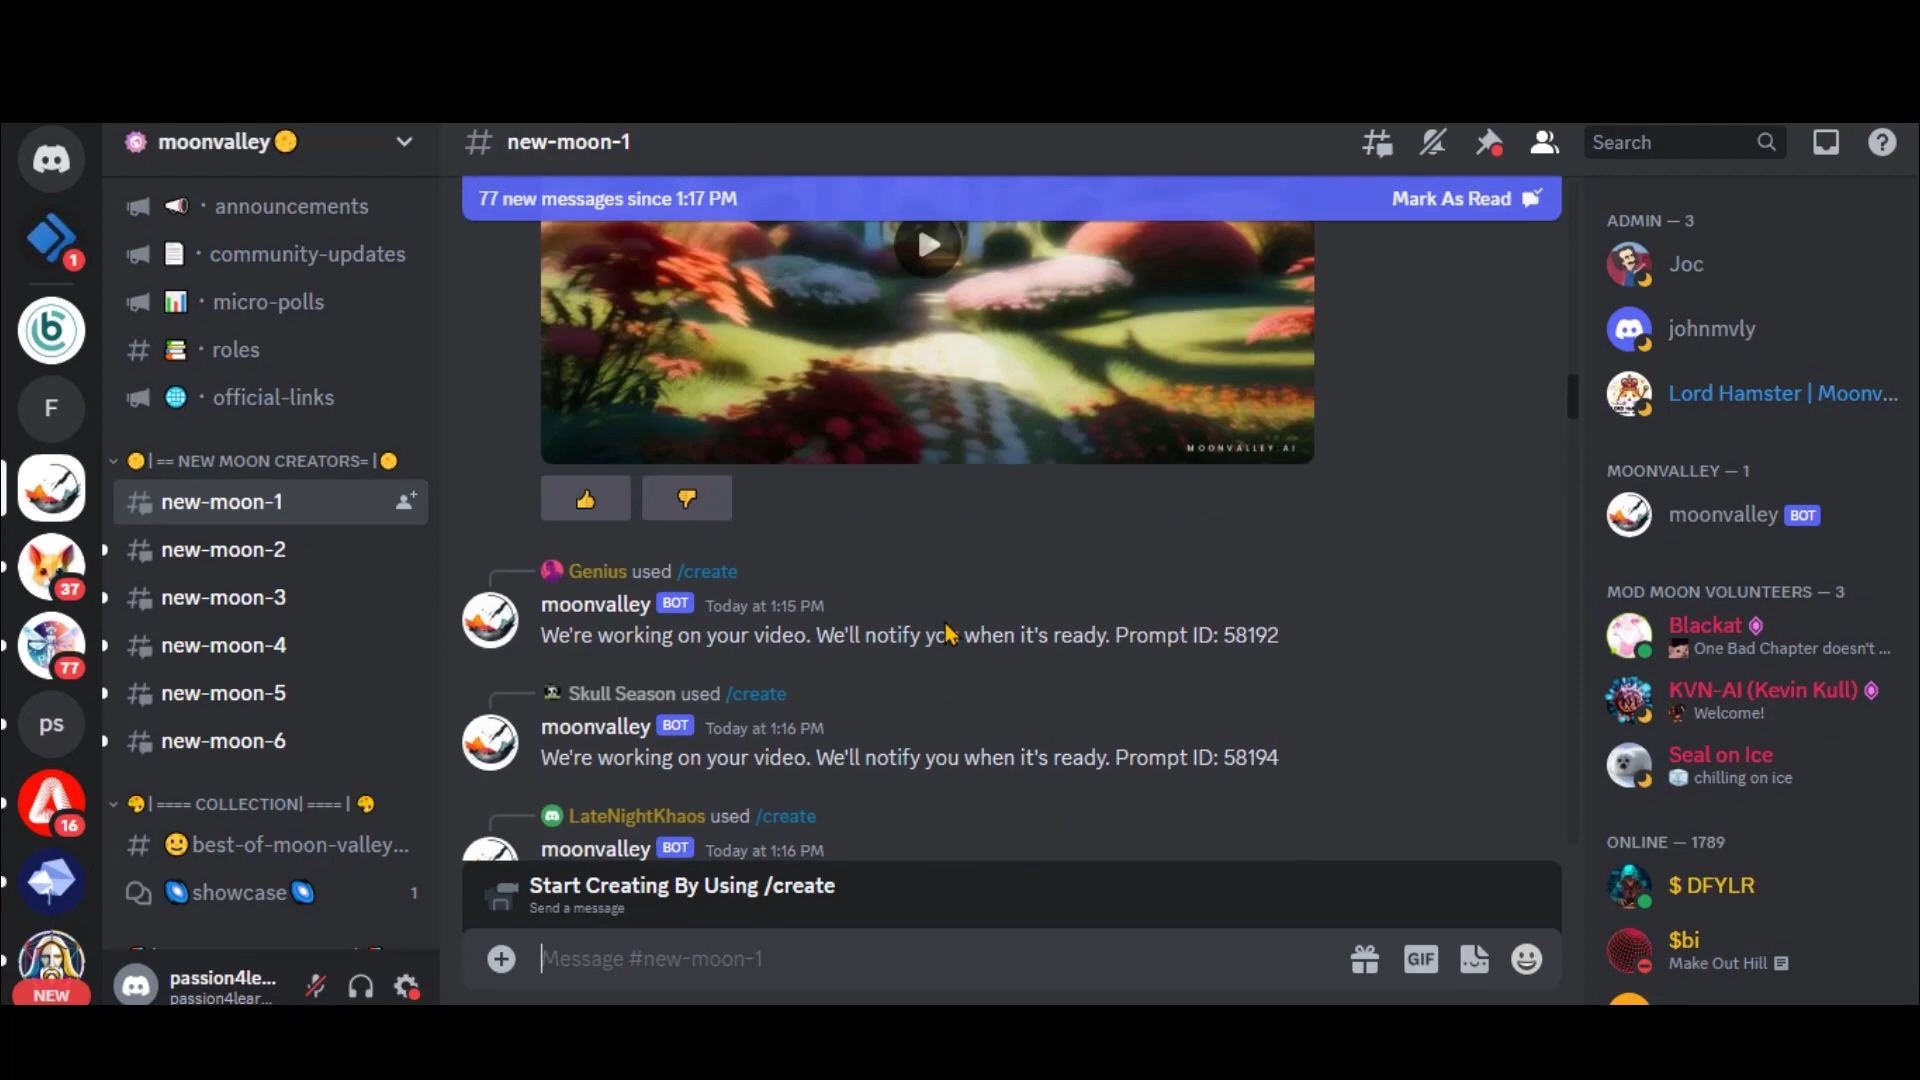 moonvalley
# new-moon-1
Search
77 new messages since 1:17 PM
Mark As Read
announcements
community-updates
micro-polls
roles
official-links
| == NEW MOON CREATORS= |
new-moon-1
new-moon-2
new-moon-3
new-moon-4
new-moon-5
new-moon-6
| ==== COLLECTION| ==== |
best-of-moon-valley...
showcase
1
1
b
F
37
77
ps
16
NEW
passion4le...
passion4lear...
MOONVALLEY.AI
Genius used /create
moonvalley BOT Today at 1:15 PM
We're working on your video. We'll notify you when it's ready. Prompt ID: 58192
Skull Season used /create
moonvalley BOT Today at 1:16 PM
We're working on your video. We'll notify you when it's ready. Prompt ID: 58194
LateNightKhaos used /create
moonvalley BOT Today at 1:16 PM
Start Creating By Using /create
Send a message
Message #new-moon-1
GIF
ADMIN — 3
Joc
johnmvly
Lord Hamster | Moonv...
MOONVALLEY — 1
moonvalley BOT
MOD MOON VOLUNTEERS — 3
Blackat
One Bad Chapter doesn't ...
KVN-AI (Kevin Kull)
Welcome!
Seal on Ice
chilling on ice
ONLINE — 1789
$ DFYLR
$bi
Make Out Hill